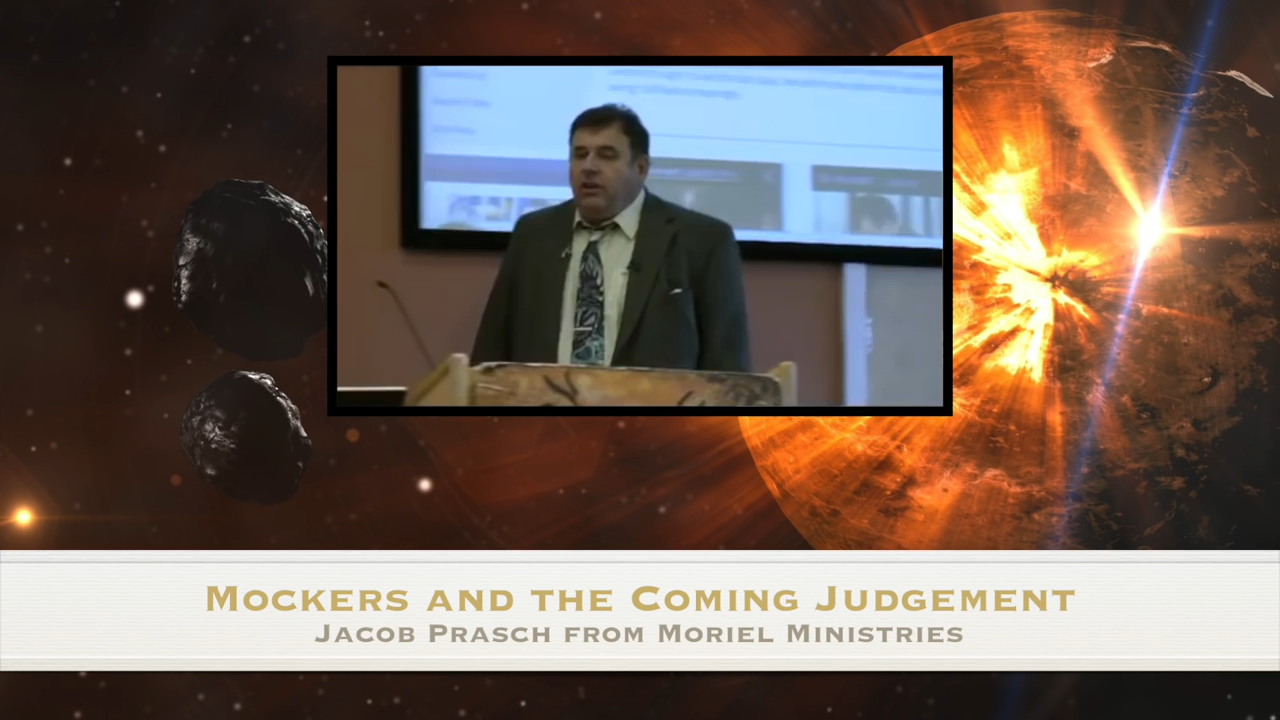 Mockers and the Coming Judgement
Jacob Prasch from Moriel Ministries